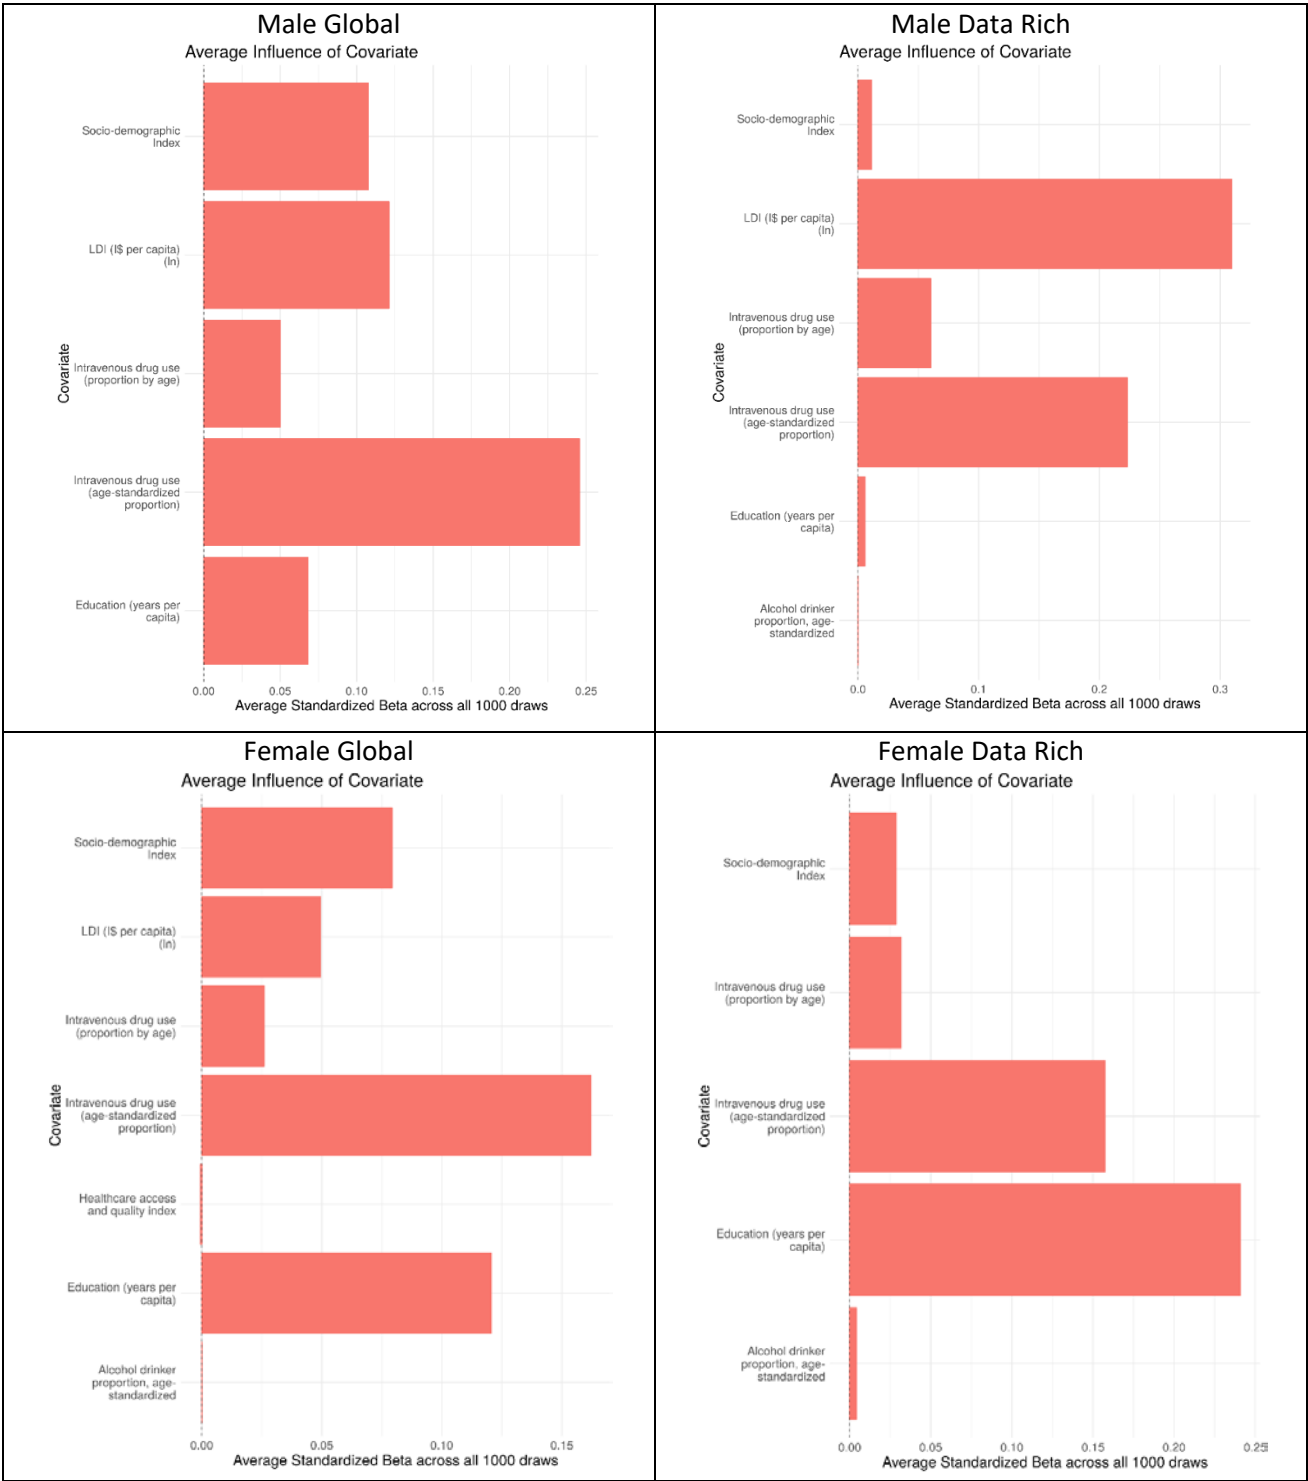 Male Global
Average Influence of Covariate
Socio-demographic
Index
LDI (I$ per capita)
(ln)
Intravenous drug use
(proportion by age)
Intravenous drug use
(age-standardized
proportion)
Education (years per
capita)
Covariate
0.00 0.05 0.10 0.15 0.20 0.25
Average Standardized Beta across all 1000 draws
Male Data Rich
Average Influence of Covariate
Socio-demographic
Index
LDI (I$ per capita)
(ln)
Intravenous drug use
(proportion by age)
Intravenous drug use
(age-standardized
proportion)
Education (years per
capita)
Alcohol drinker
proportion, age-
standardized
Covariate
0.0 0.1 0.2 0.3
Average Standardized Beta across all 1000 draws
Female Global
Average Influence of Covariate
Socio-demographic
Index
LDI (I$ per capita)
(ln)
Intravenous drug use
(proportion by age)
Intravenous drug use
(age-standardized
proportion)
Healthcare access
and quality index
Education (years per
capita)
Alcohol drinker
proportion, age-
standardized
Covariate
0.00 0.05 0.10 0.15
Average Standardized Beta across all 1000 draws
Female Data Rich
Average Influence of Covariate
Socio-demographic
Index
Intravenous drug use
(proportion by age)
Intravenous drug use
(age-standardized
proportion)
Education (years per
capita)
Alcohol drinker
proportion, age-
standardized
Covariate
0.00 0.05 0.10 0.15 0.20 0.25
Average Standardized Beta across all 1000 draws